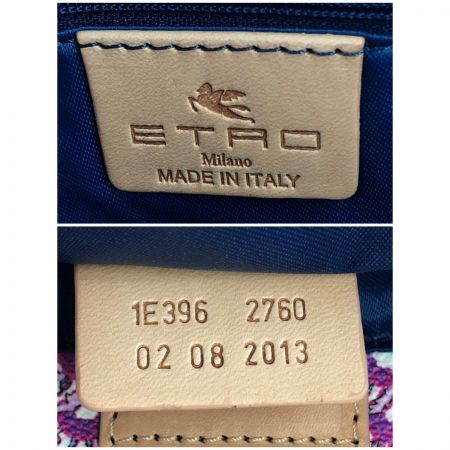 ETRO
Milano
MADE IN ITALY
1E396 2760
02 08 2013